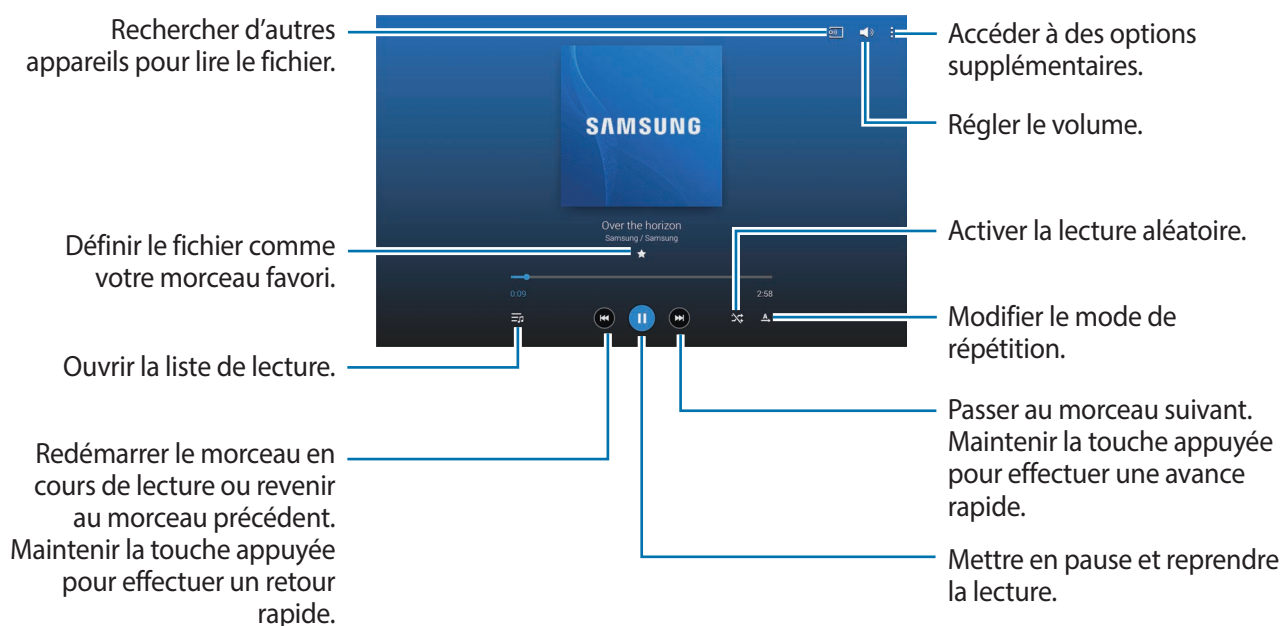 Rechercher d'autres
appareils pour lire le fichier.
Accéder à des options
supplémentaires.
SAMSUNG
Régler le volume.
Over the horizon
Samsung / Samsung
Définir le fichier comme
votre morceau favori.
Activer la lecture aléatoire.
0:09
2:58
A
Modifier le mode de
répétition.
Ouvrir la liste de lecture.
Passer au morceau suivant.
Maintenir la touche appuyée
pour effectuer une avance
rapide.
Redémarrer le morceau en
cours de lecture ou revenir
au morceau précédent.
Maintenir la touche appuyée
pour effectuer un retour
rapide.
Mettre en pause et reprendre
la lecture.